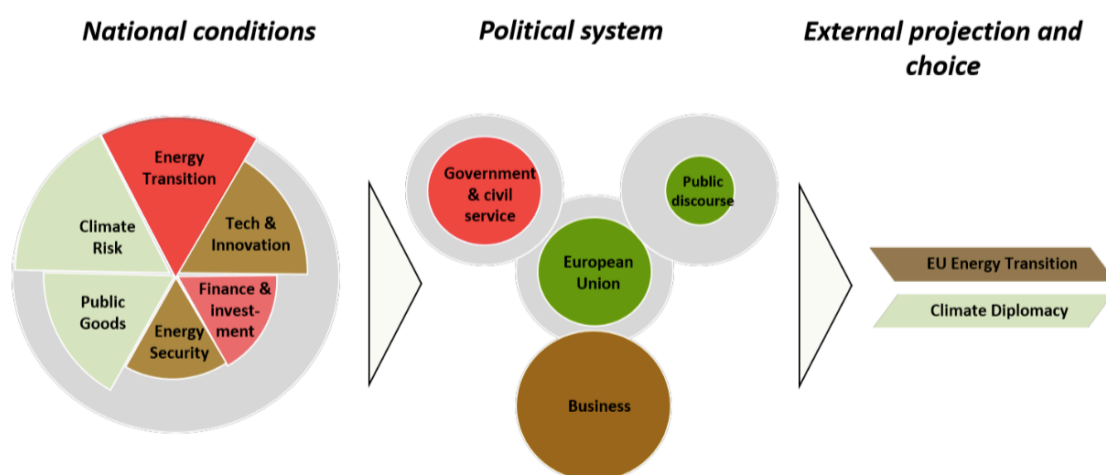 National conditions
Political system
External projection and
choice
Energy
Transition
Tech &
Innovation
Climate
Risk
Public
Goods
Energy
Security
Finance &
invest-
ment
Government
& civil
service
Public
discourse
European
Union
Business
EU Energy Transition
Climate Diplomacy